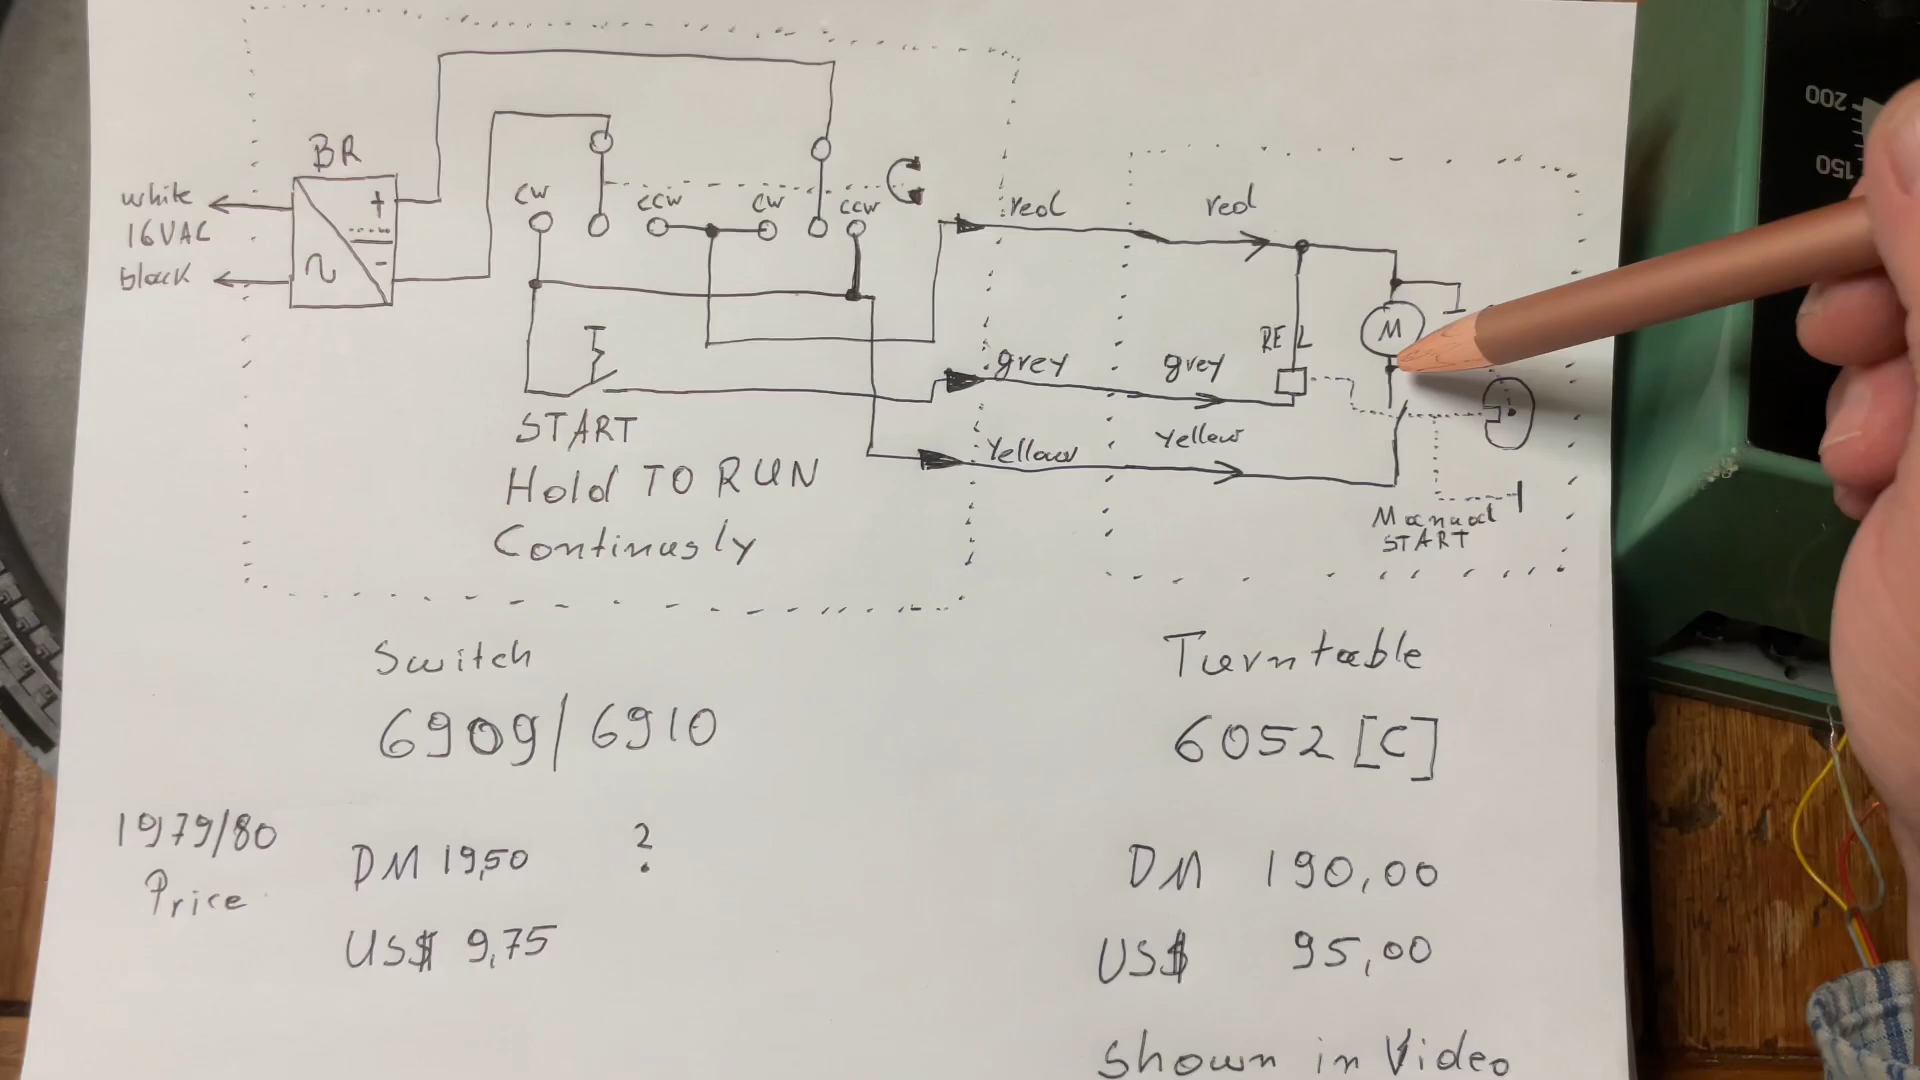 BR
white
16VAC
black
+
-
~
CW
CCW
CW
CCW
red
red
REL
M
grey
grey
Yellow
Yellow
START
Hold TO RUN
Continusly
Manual
START
Switch
6909/6910
Turntable
6052 [C]
1979/80
Price
DM 19,50
?
US$ 9,75
DM 190,00
US$ 95,00
Shown in Video
200
150